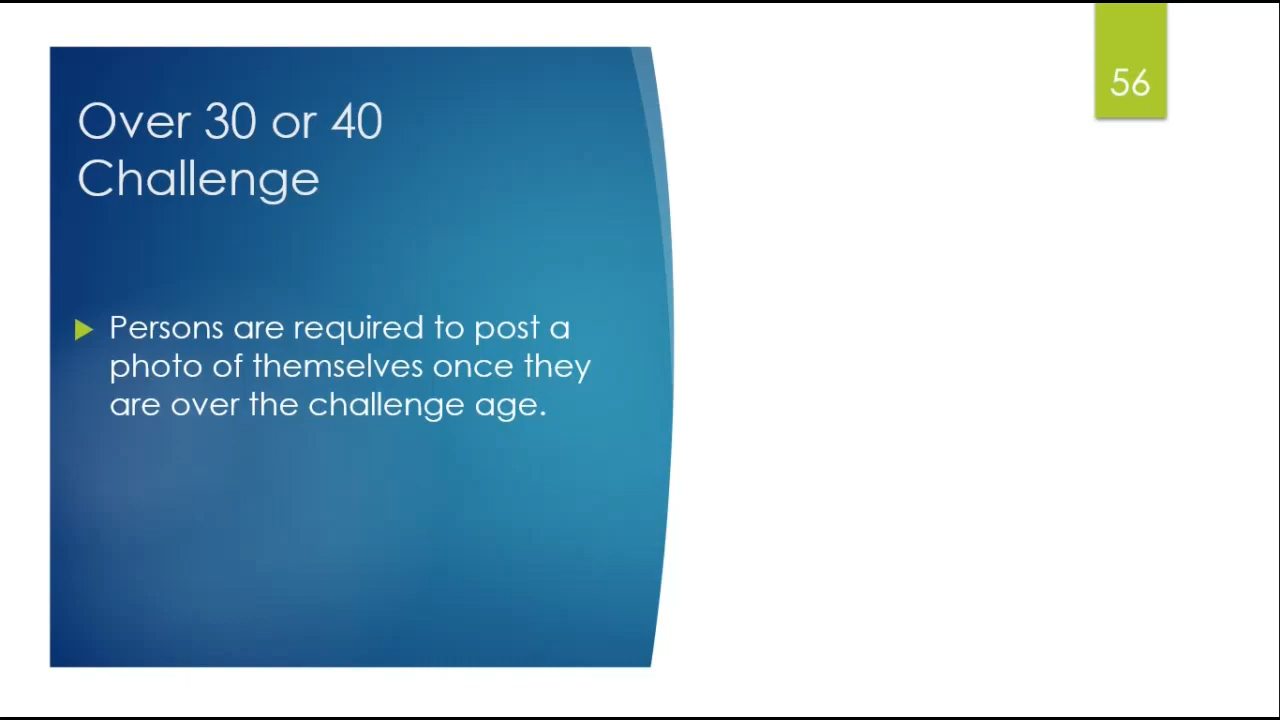 56
Over 30 or 40
Challenge
Persons are required to post a
photo of themselves once they
are over the challenge age.